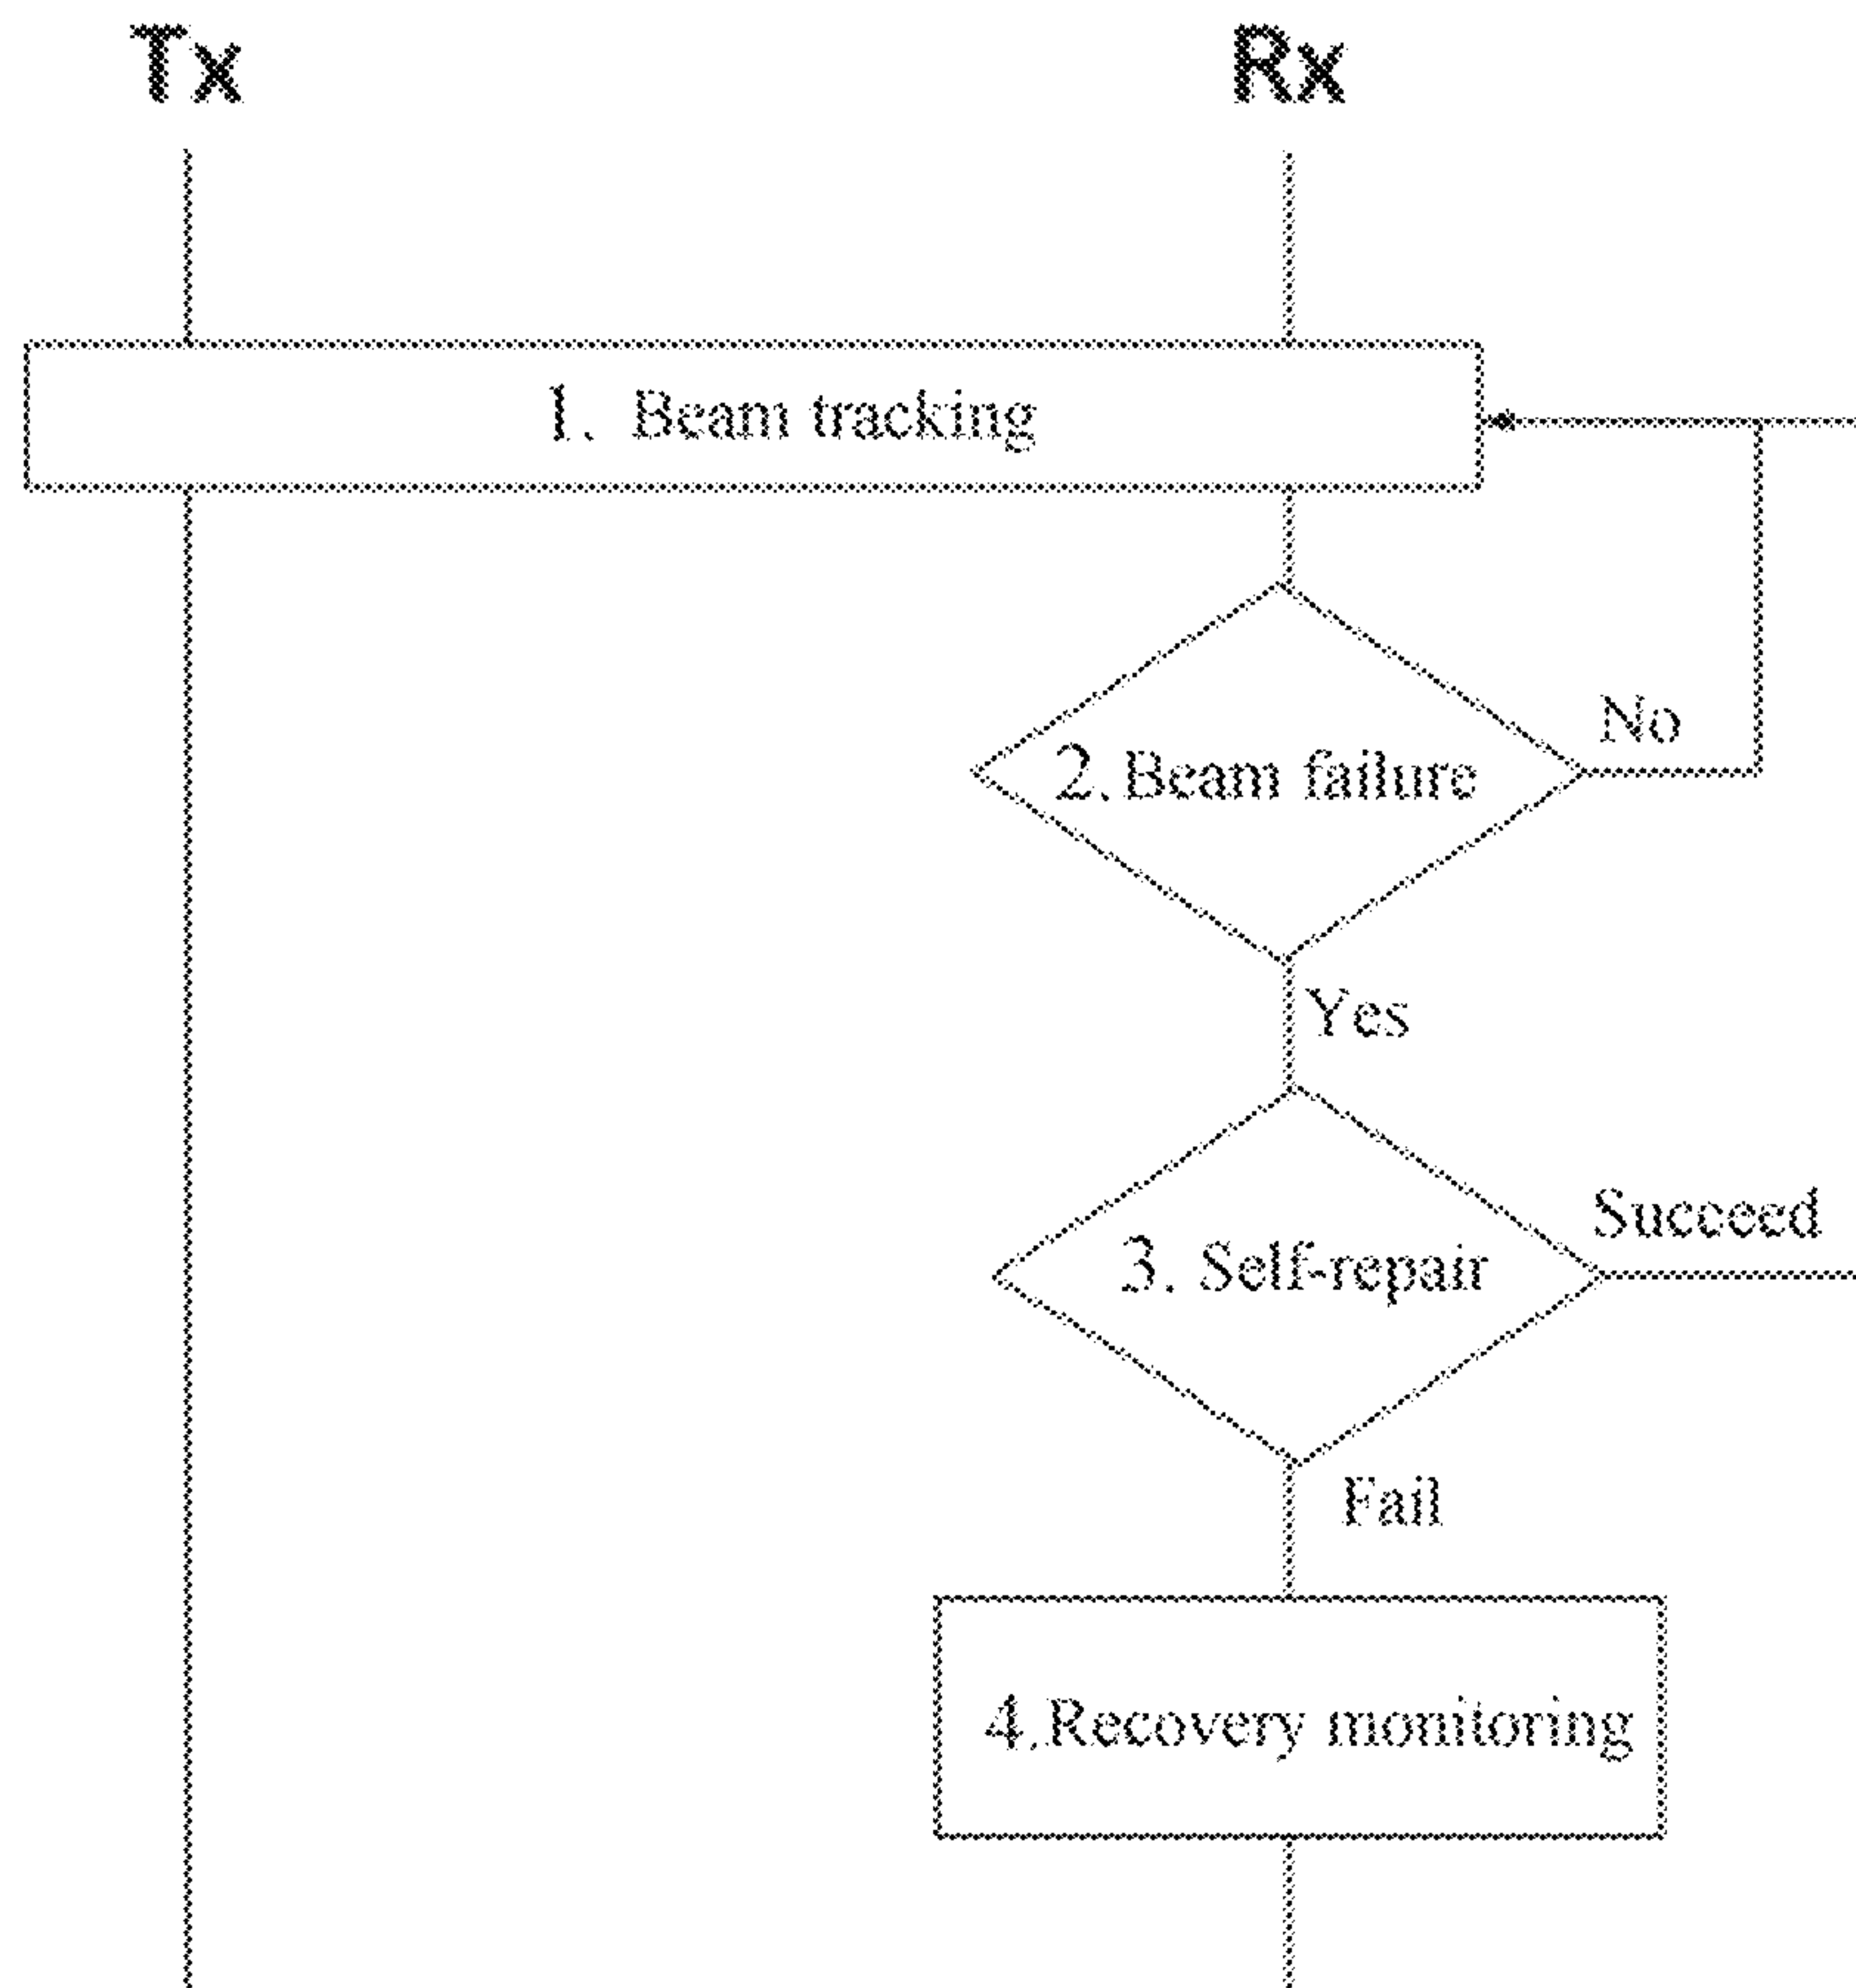 Tx
Rx
1. Beam tracking
No
2. Beam failure
Yes
Succeed
3. Self-repair
Fail
4. Recovery monitoring